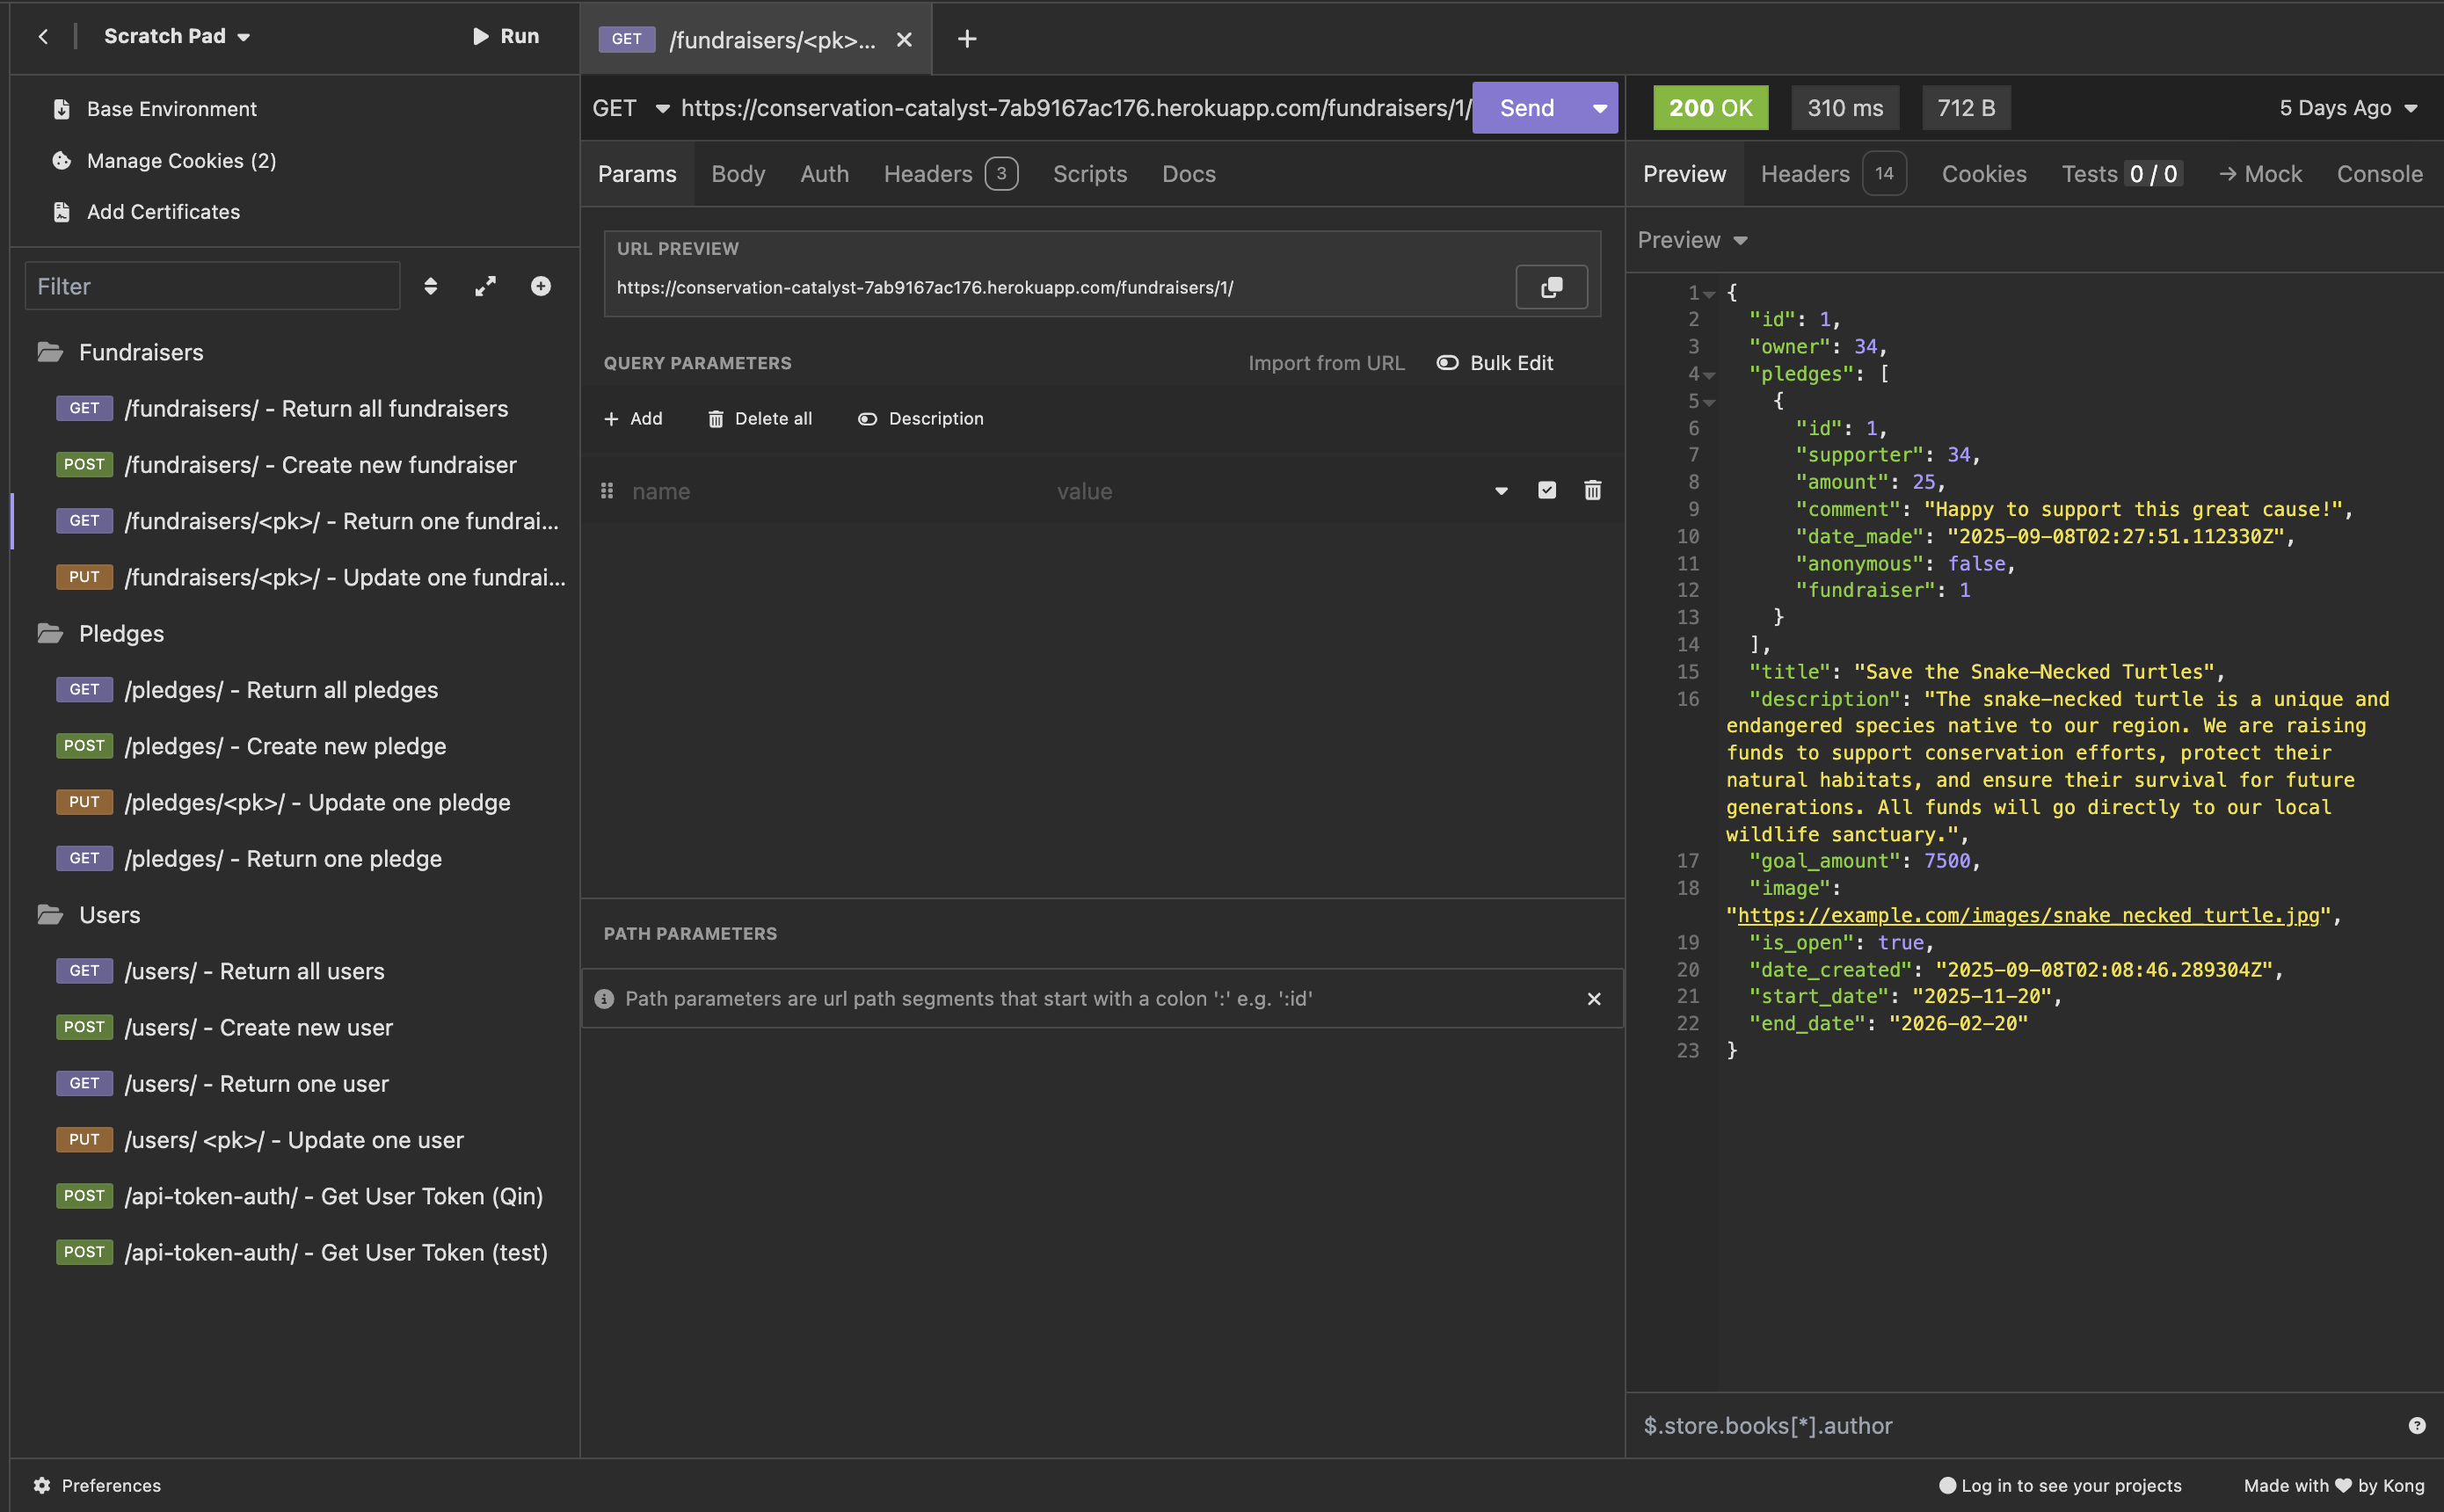 Scratch Pad
Run
Base Environment
Manage Cookies (2)
Add Certificates
Filter
Fundraisers
GET /fundraisers/ - Return all fundraisers
POST /fundraisers/ - Create new fundraiser
GET /fundraisers/<pk>/ - Return one fundrai...
PUT /fundraisers/<pk>/ - Update one fundrai...
Pledges
GET /pledges/ - Return all pledges
POST /pledges/ - Create new pledge
PUT /pledges/<pk>/ - Update one pledge
GET /pledges/ - Return one pledge
Users
GET /users/ - Return all users
POST /users/ - Create new user
GET /users/ - Return one user
PUT /users/ <pk>/ - Update one user
POST /api-token-auth/ - Get User Token (Qin)
POST /api-token-auth/ - Get User Token (test)
Preferences
GET /fundraisers/<pk>...
GET https://conservation-catalyst-7ab9167ac176.herokuapp.com/fundraisers/1/ Send
Params Body Auth Headers 3 Scripts Docs
URL PREVIEW
https://conservation-catalyst-7ab9167ac176.herokuapp.com/fundraisers/1/
QUERY PARAMETERS Import from URL Bulk Edit
Add Delete all Description
name value
PATH PARAMETERS
Path parameters are url path segments that start with a colon ':' e.g. ':id'
200 OK 310 ms 712 B 5 Days Ago
Preview Headers 14 Cookies Tests 0 / 0 → Mock Console
Preview
1 {
2 "id": 1,
3 "owner": 34,
4 "pledges": [
5 {
6 "id": 1,
7 "supporter": 34,
8 "amount": 25,
9 "comment": "Happy to support this great cause!",
10 "date_made": "2025-09-08T02:27:51.112330Z",
11 "anonymous": false,
12 "fundraiser": 1
13 }
14 ],
15 "title": "Save the Snake-Necked Turtles",
16 "description": "The snake-necked turtle is a unique and
endangered species native to our region. We are raising
funds to support conservation efforts, protect their
natural habitats, and ensure their survival for future
generations. All funds will go directly to our local
wildlife sanctuary.",
17 "goal_amount": 7500,
18 "image":
"https://example.com/images/snake_necked_turtle.jpg",
19 "is_open": true,
20 "date_created": "2025-09-08T02:08:46.289304Z",
21 "start_date": "2025-11-20",
22 "end_date": "2026-02-20"
23 }
$.store.books[*].author
Log in to see your projects
Made with ♥ by Kong